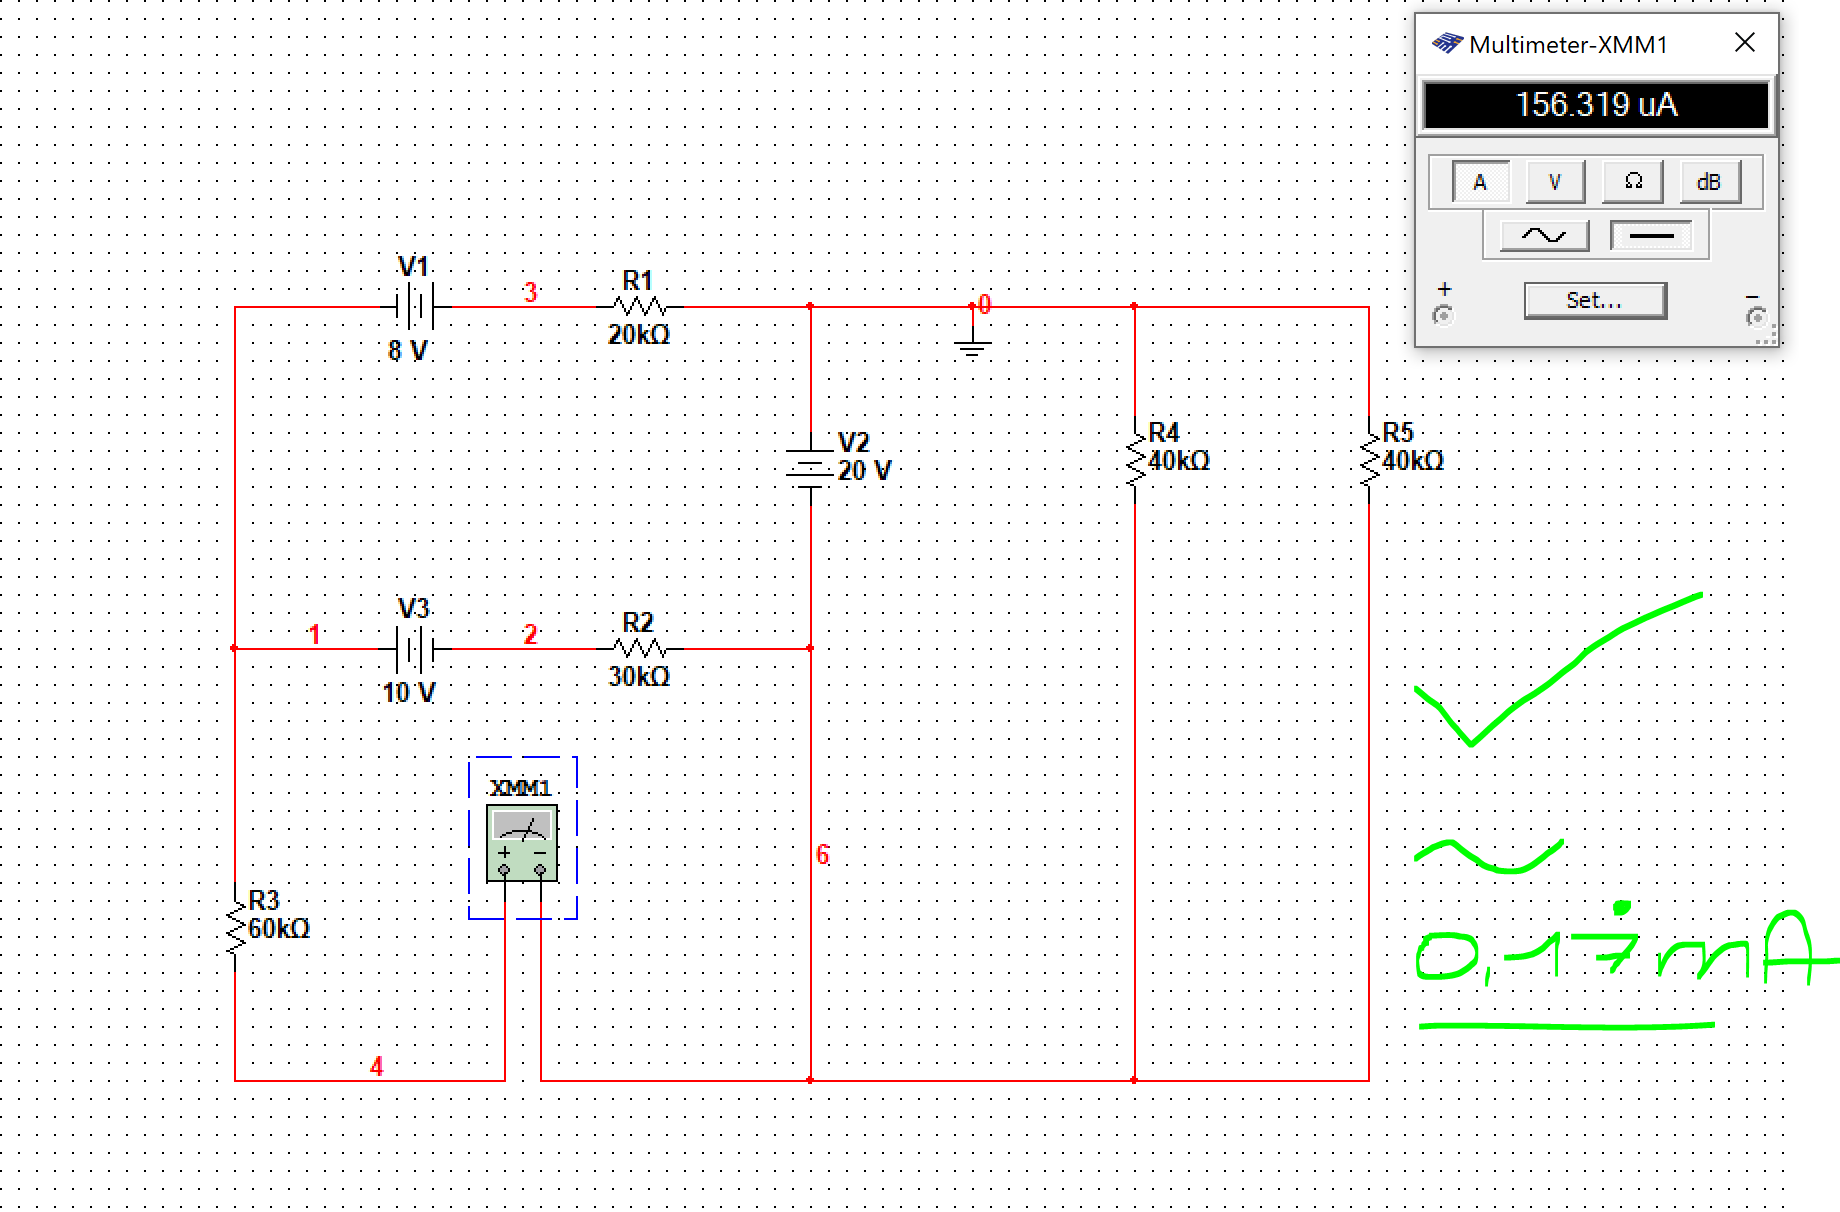 Multimeter-XMM1
156.319 uA
A V Ω dB
+ −
Set...
V1
8 V
3
R1
20kΩ
0
V2
20 V
R4
40kΩ
R5
40kΩ
V3
10 V
1
2
R2
30kΩ
XMM1
+ −
6
R3
60kΩ
4
0,17mA